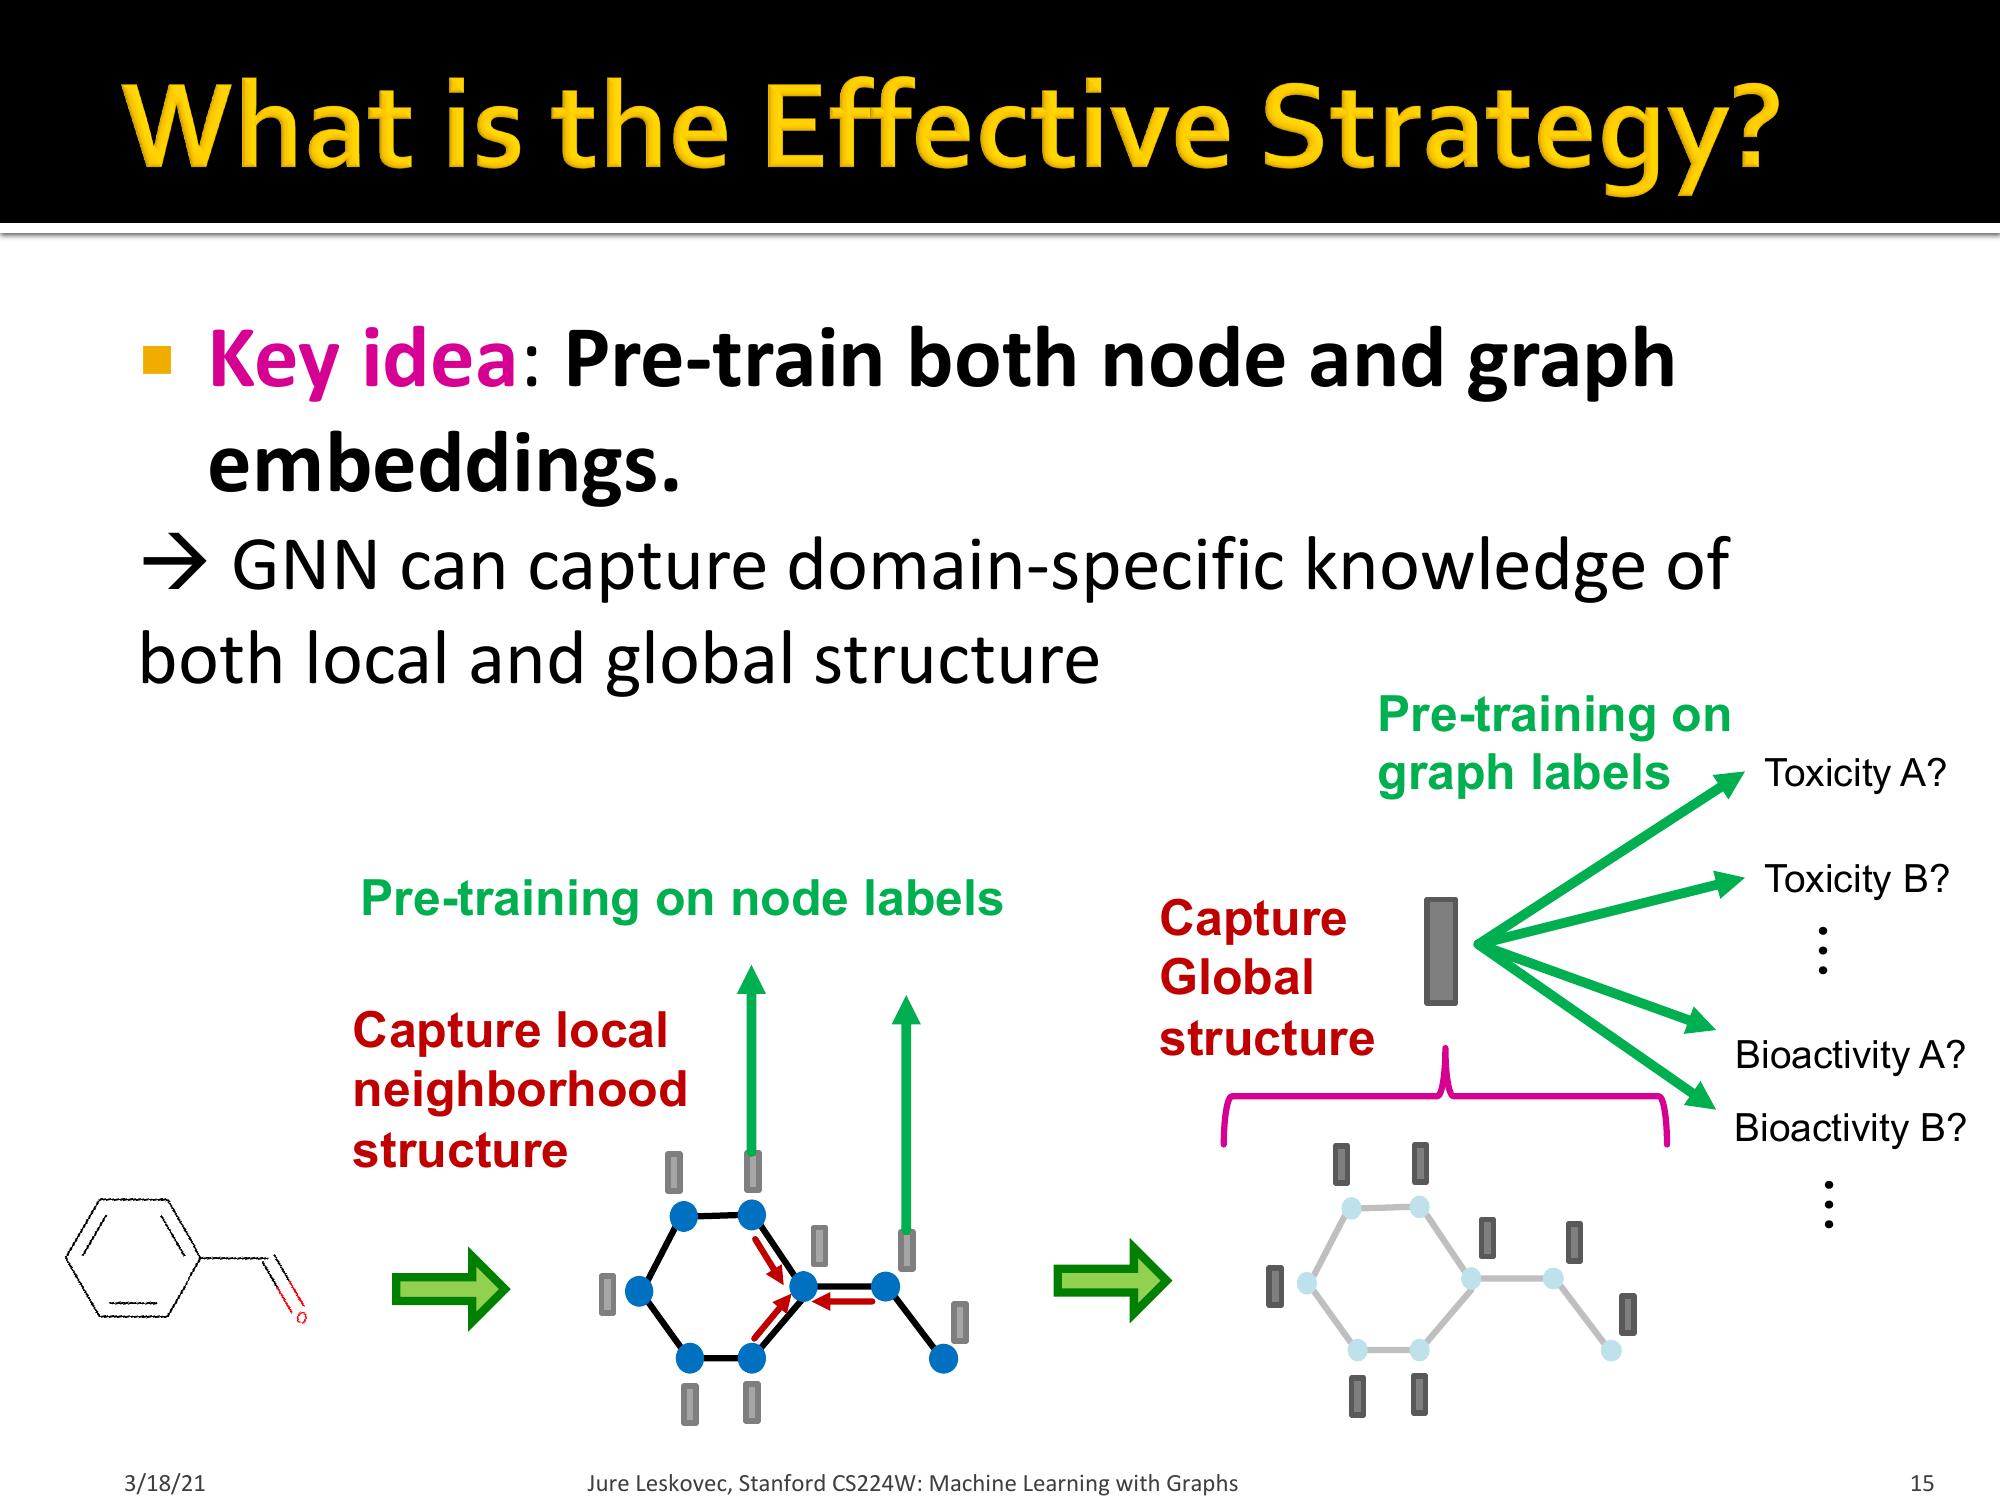 What is the Effective Strategy?
Key idea: Pre-train both node and graph
embeddings.
→ GNN can capture domain-specific knowledge of
both local and global structure
Pre-training on node labels
Capture local
neighborhood
structure
O
Pre-training on
graph labels
Capture
Global
structure
Toxicity A?
Toxicity B?
⋮
Bioactivity A?
Bioactivity B?
⋮
3/18/21
Jure Leskovec, Stanford CS224W: Machine Learning with Graphs
15